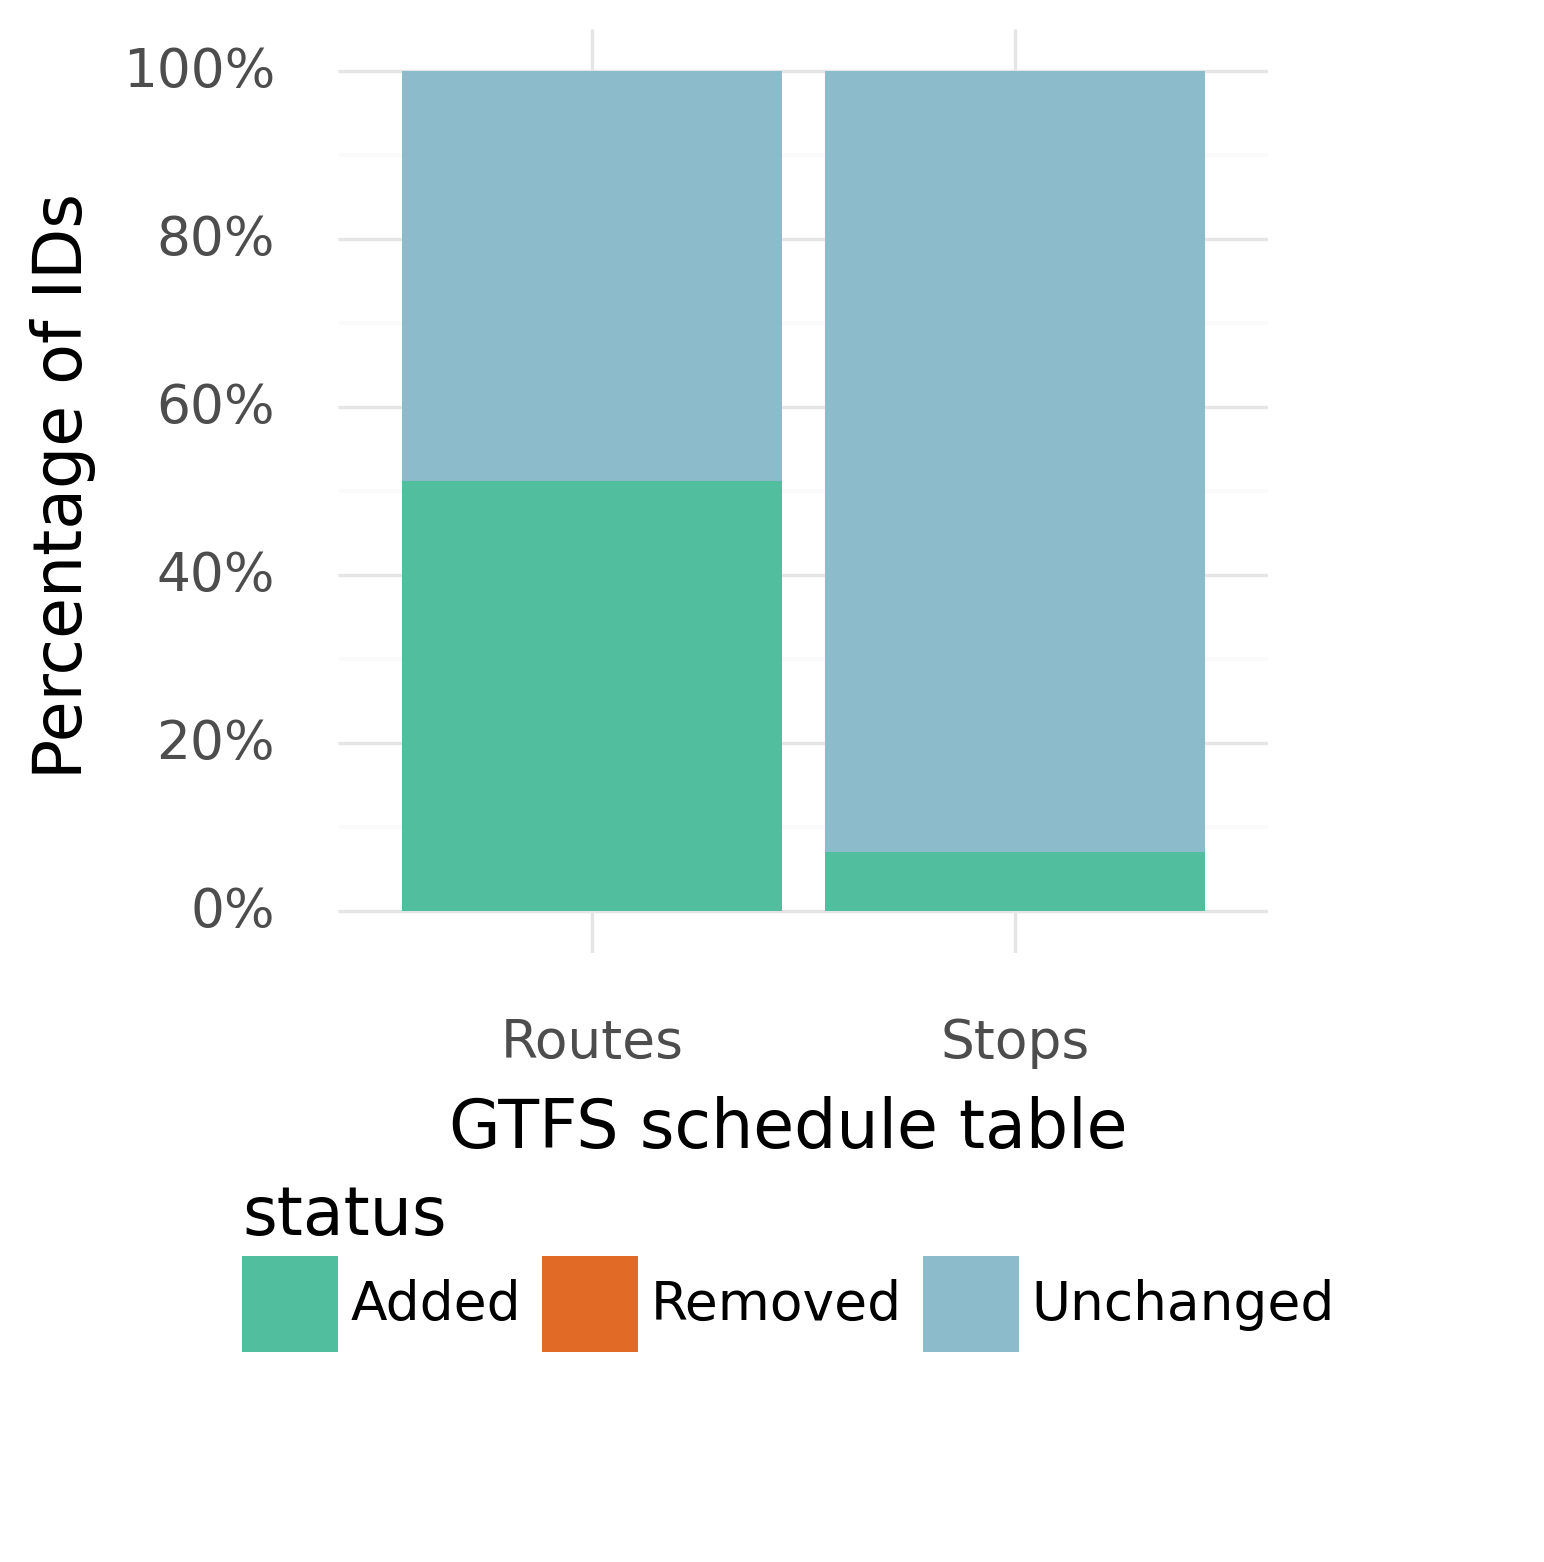 Percentage of IDs
100%
80%
60%
40%
20%
0%
Routes Stops
GTFS schedule table
status
Added Removed Unchanged